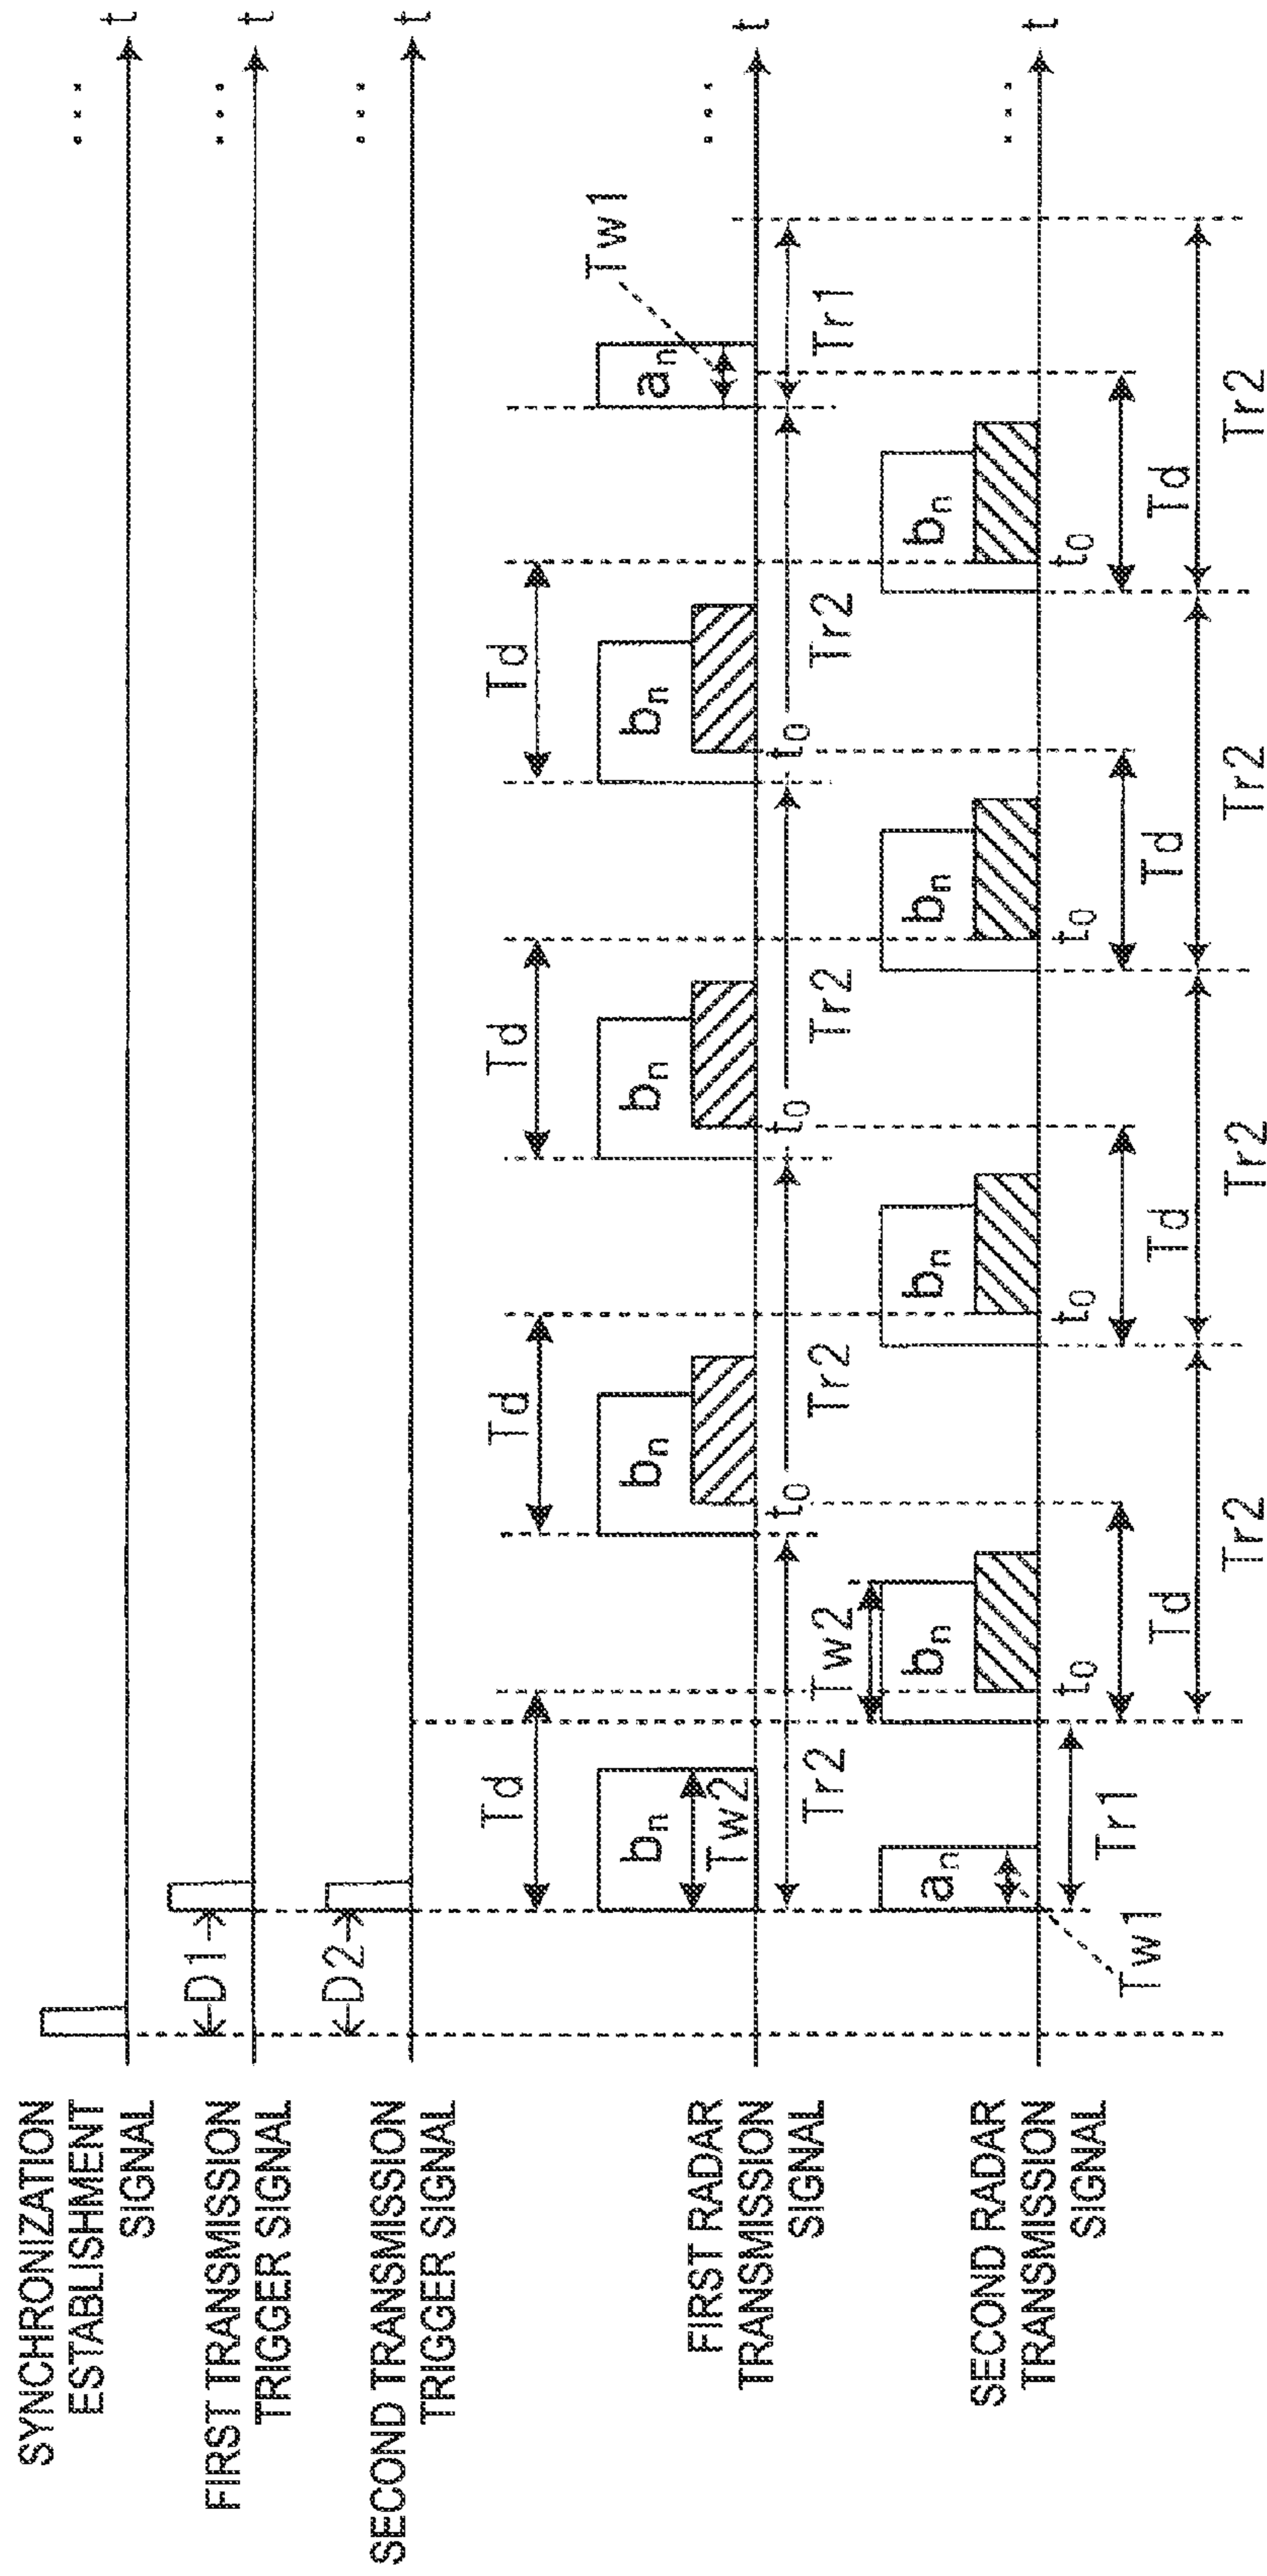 SYNCHRONIZATION
ESTABLISHMENT
SIGNAL
t
FIRST TRANSMISSION
TRIGGER SIGNAL
D1
t
SECOND TRANSMISSION
TRIGGER SIGNAL
D2
t
FIRST RADAR
TRANSMISSION
SIGNAL
Td
Td
Td
Td
Tw1
bn
bn
bn
bn
an
Tw2
t
t0
t0
t0
Tr2
Tr2
Tr2
Tr2
Tr1
SECOND RADAR
TRANSMISSION
SIGNAL
Tw2
an
bn
bn
bn
bn
t
t0
t0
t0
t0
Tw1
Tr1
Td
Td
Td
Td
Tr2
Tr2
Tr2
Tr2